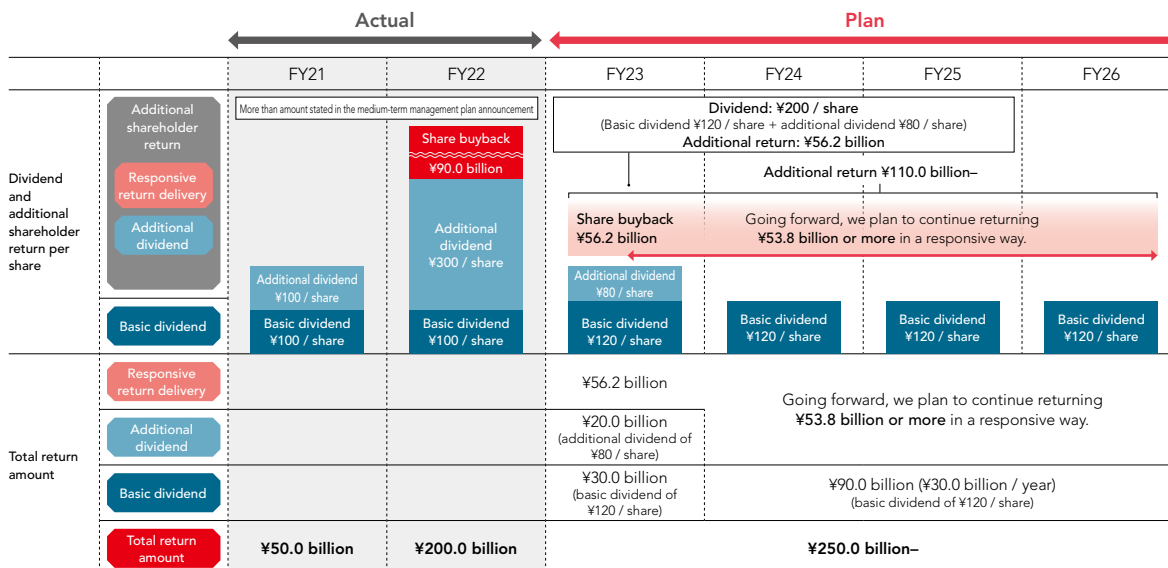 Actual
Plan
FY21
FY22
FY23
FY24
FY25
FY26
Dividend
and
additional
shareholder
return per
share
Additional
shareholder
return
Responsive
return delivery
Additional
dividend
Basic dividend
More than amount stated in the medium-term management plan announcement
Additional dividend
¥100 / share
Basic dividend
¥100 / share
Share buyback
¥90.0 billion
Additional
dividend
¥300 / share
Basic dividend
¥100 / share
Dividend: ¥200 / share
(Basic dividend ¥120 / share + additional dividend ¥80 / share)
Additional return: ¥56.2 billion
Additional return ¥110.0 billion–
Share buyback
¥56.2 billion
Going forward, we plan to continue returning
¥53.8 billion or more in a responsive way.
Additional dividend
¥80 / share
Basic dividend
¥120 / share
Basic dividend
¥120 / share
Basic dividend
¥120 / share
Basic dividend
¥120 / share
Total return
amount
Responsive
return delivery
¥56.2 billion
Going forward, we plan to continue returning
¥53.8 billion or more in a responsive way.
Additional
dividend
¥20.0 billion
(additional dividend of
¥80 / share)
Basic dividend
¥30.0 billion
(basic dividend of
¥120 / share)
¥90.0 billion (¥30.0 billion / year)
(basic dividend of ¥120 / share)
Total return
amount
¥50.0 billion
¥200.0 billion
¥250.0 billion–